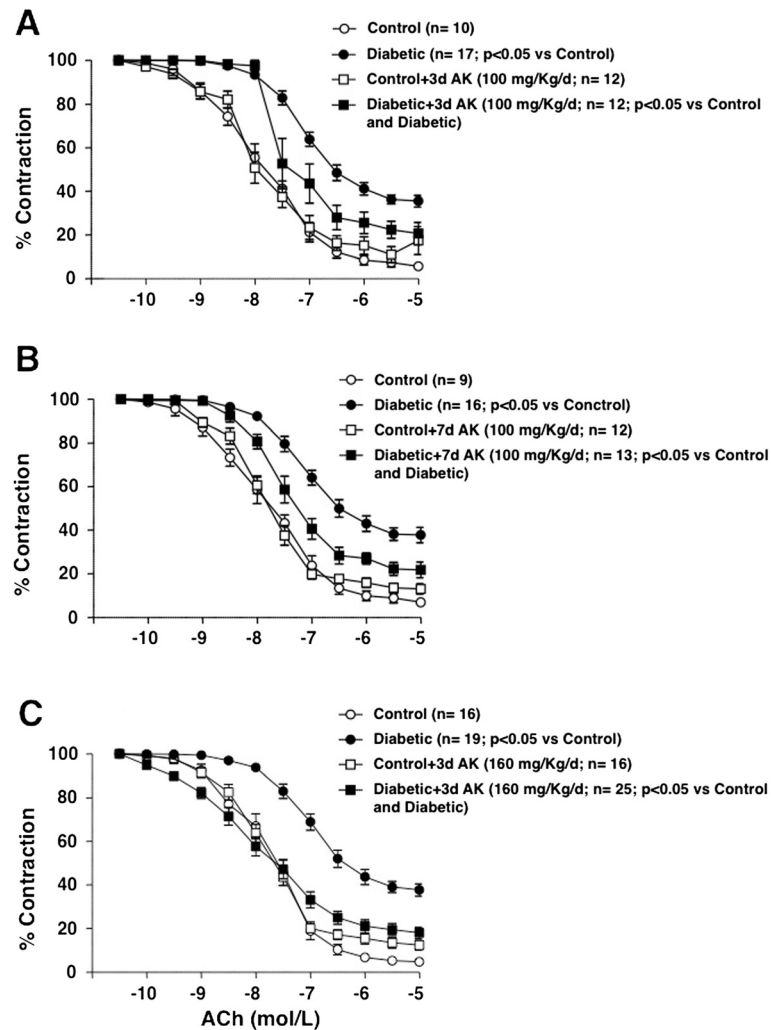 A
Control (n= 10)
Diabetic (n= 17; p<0.05 vs Control)
Control+3d AK (100 mg/Kg/d; n= 12)
Diabetic+3d AK (100 mg/Kg/d; n= 12; p<0.05 vs Control
and Diabetic)
% Contraction
100
80
60
40
20
0
-10 -9 -8 -7 -6 -5
B
Control (n= 9)
Diabetic (n= 16; p<0.05 vs Conctrol)
Control+7d AK (100 mg/Kg/d; n= 12)
Diabetic+7d AK (100 mg/Kg/d; n= 13; p<0.05 vs Control
and Diabetic)
% Contraction
100
80
60
40
20
0
-10 -9 -8 -7 -6 -5
C
Control (n= 16)
Diabetic (n= 19; p<0.05 vs Control)
Control+3d AK (160 mg/Kg/d; n= 16)
Diabetic+3d AK (160 mg/Kg/d; n= 25; p<0.05 vs Control
and Diabetic)
% Contraction
100
80
60
40
20
0
-10 -9 -8 -7 -6 -5
ACh (mol/L)